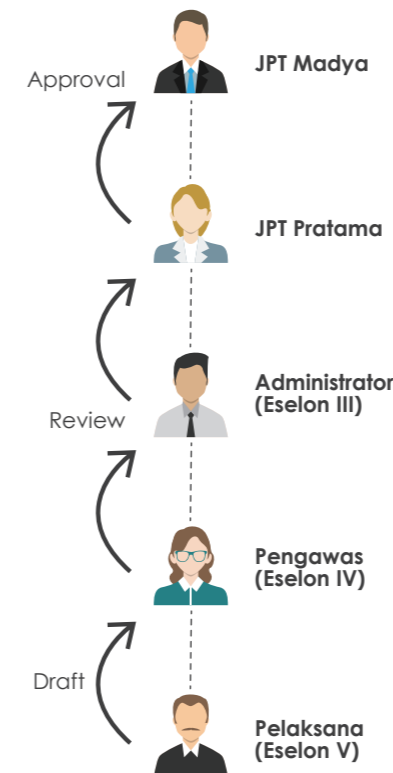 Approval
JPT Madya
JPT Pratama
Administrator
(Eselon III)
Review
Pengawas
(Eselon IV)
Draft
Pelaksana
(Eselon V)